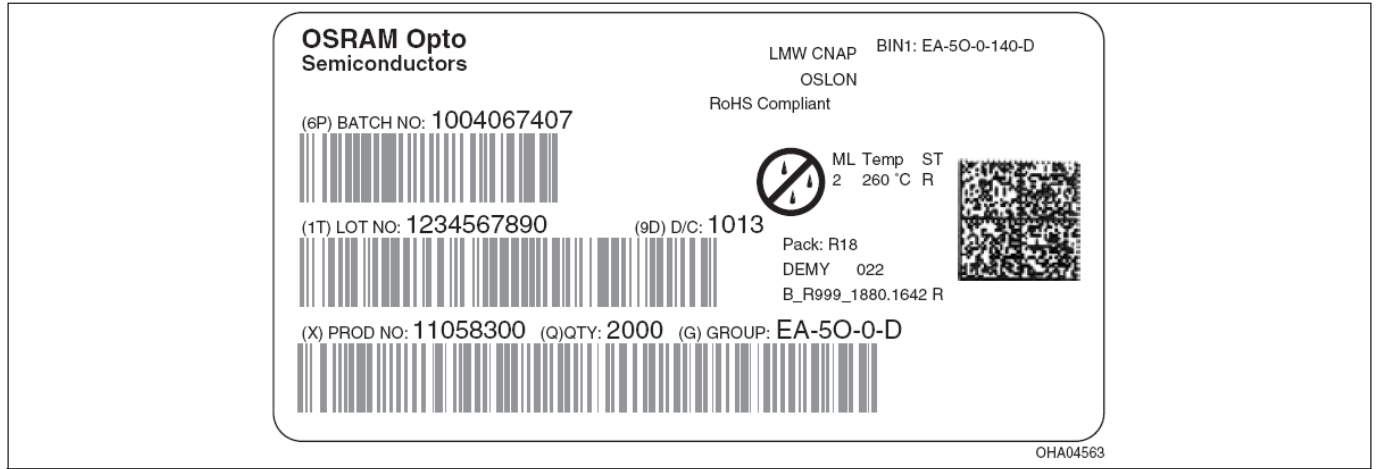 OSRAM Opto
Semiconductors
LMW CNAP BIN1: EA-5O-0-140-D
OSLON
RoHS Compliant
(6P) BATCH NO: 1004067407
ML Temp ST
2 260 °C R
(1T) LOT NO: 1234567890 (9D) D/C: 1013
Pack: R18
DEMY 022
B_R999_1880.1642 R
(X) PROD NO: 11058300 (Q)QTY: 2000 (G) GROUP: EA-5O-0-D
OHA04563